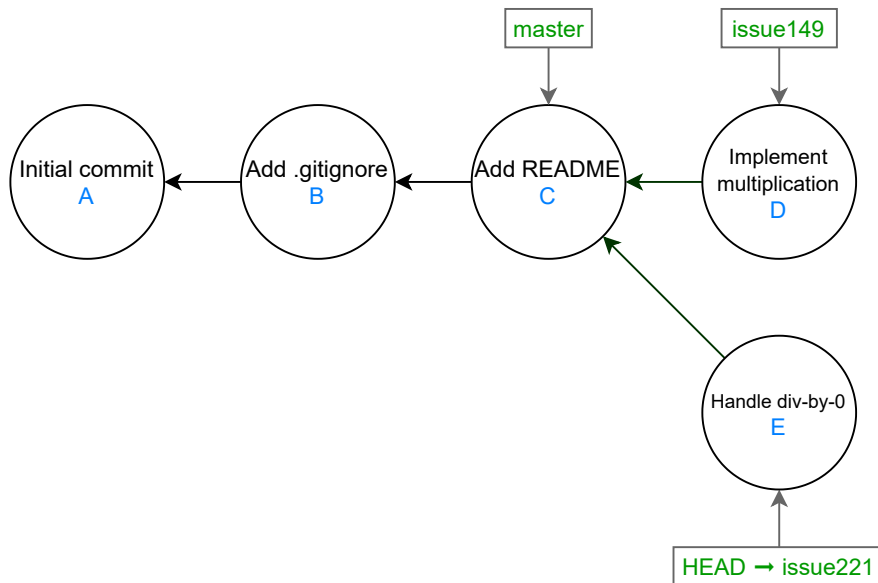 master
issue149
Initial commit
A
Add .gitignore
B
Add README
C
Implement
multiplication
D
Handle div-by-0
E
HEAD ➞ issue221